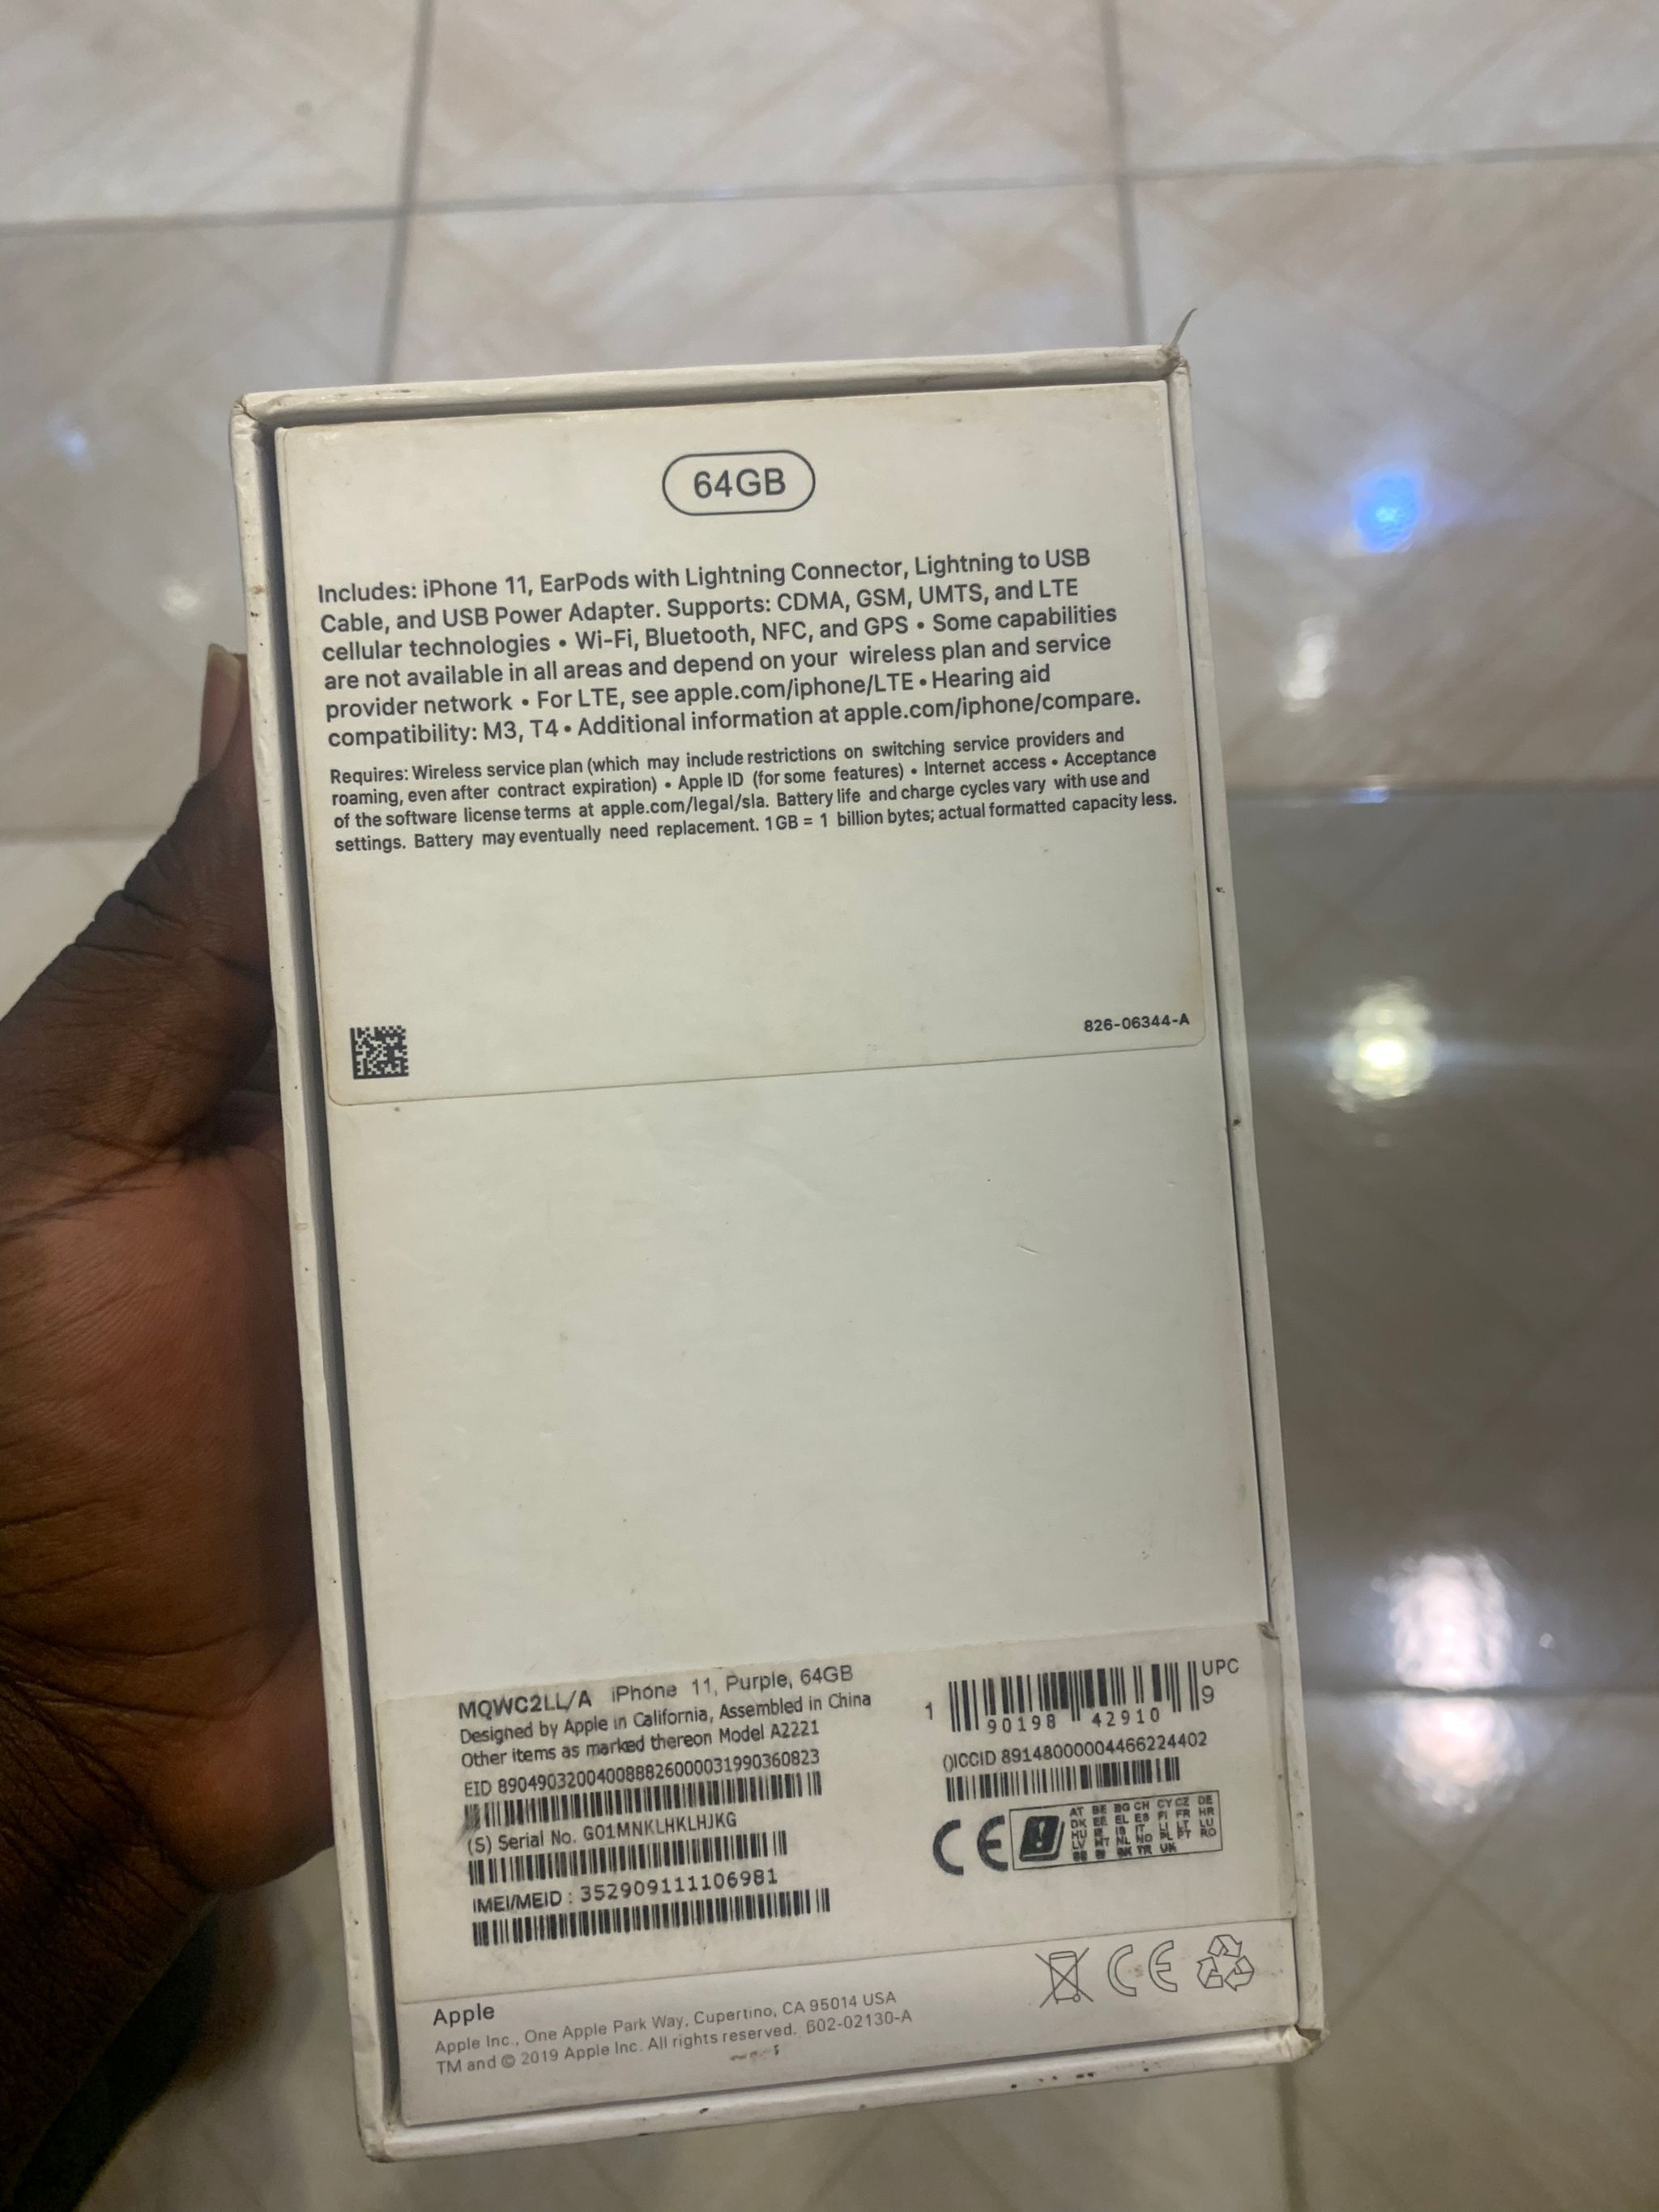 64GB
Includes: iPhone 11, EarPods with Lightning Connector, Lightning to USB
Cable, and USB Power Adapter. Supports: CDMA, GSM, UMTS, and LTE
cellular technologies • Wi-Fi, Bluetooth, NFC, and GPS • Some capabilities
are not available in all areas and depend on your wireless plan and service
provider network • For LTE, see apple.com/iphone/LTE • Hearing aid
compatibility: M3, T4 • Additional information at apple.com/iphone/compare.
Requires: Wireless service plan (which may include restrictions on switching service providers and
roaming, even after contract expiration) • Apple ID (for some features) • Internet access • Acceptance
of the software license terms at apple.com/legal/sla. Battery life and charge cycles vary with use and
settings. Battery may eventually need replacement. 1GB = 1 billion bytes; actual formatted capacity less.
826-06344-A
MQWC2LL/A iPhone 11, Purple, 64GB
Designed by Apple in California, Assembled in China
Other items as marked thereon Model A2221
EID 89049032004008882600031990360823
(S) Serial No. G01MNKLHKLHJKG
IMEI/MEID : 352909111106981
UPC
1 90198 42910 9
()ICCID 89148000004466224402
CE
AT BE BG CH CY CZ DE
DK EE EL ES FI FR HR
HU IE IS IT LI LT LU
LV MT NL NO PL PT RO
SK TR UK
Apple
Apple Inc., One Apple Park Way, Cupertino, CA 95014 USA
TM and © 2019 Apple Inc. All rights reserved. 602-02130-A
CE